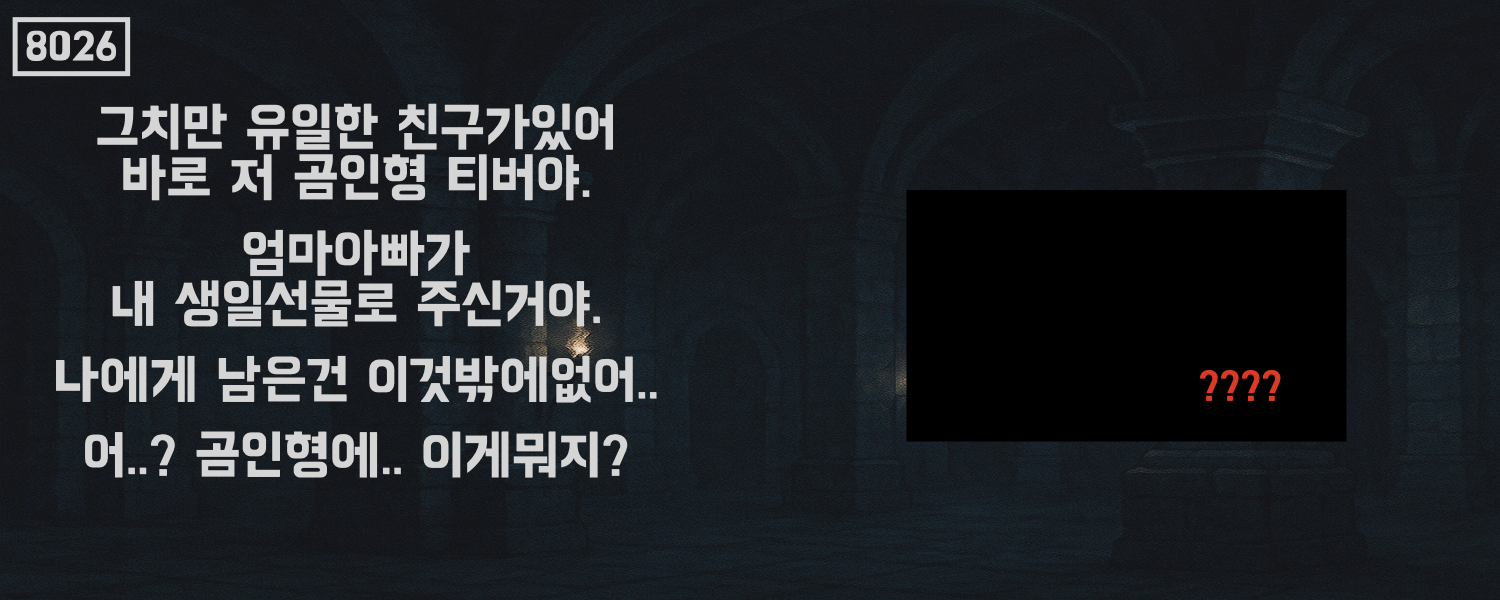 8026
그치만 유일한 친구가있어
바로 저 곰인형 티버야.
엄마아빠가
내 생일선물로 주신거야.
나에게 남은건 이것밖에없어..
어..? 곰인형에.. 이게뭐지?
????